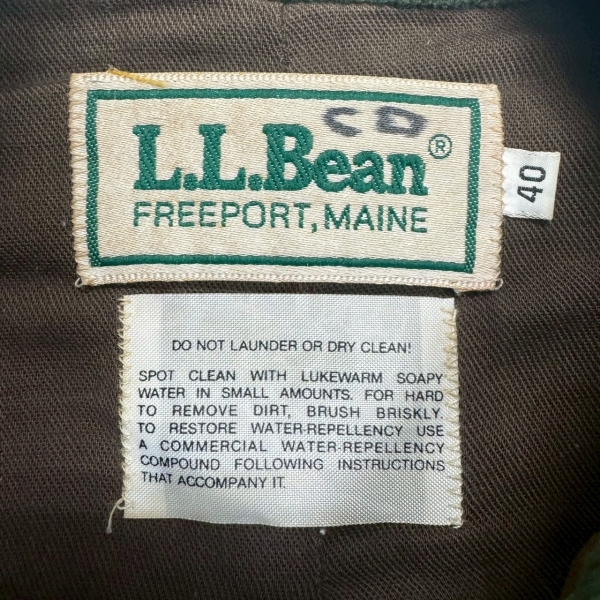 CD
L.L.Bean®
FREEPORT, MAINE
40
DO NOT LAUNDER OR DRY CLEAN!
SPOT CLEAN WITH LUKEWARM SOAPY
WATER IN SMALL AMOUNTS. FOR HARD
TO REMOVE DIRT, BRUSH BRISKLY.
TO RESTORE WATER-REPELLENCY USE
A COMMERCIAL WATER-REPELLENCY
COMPOUND FOLLOWING INSTRUCTIONS
THAT ACCOMPANY IT.